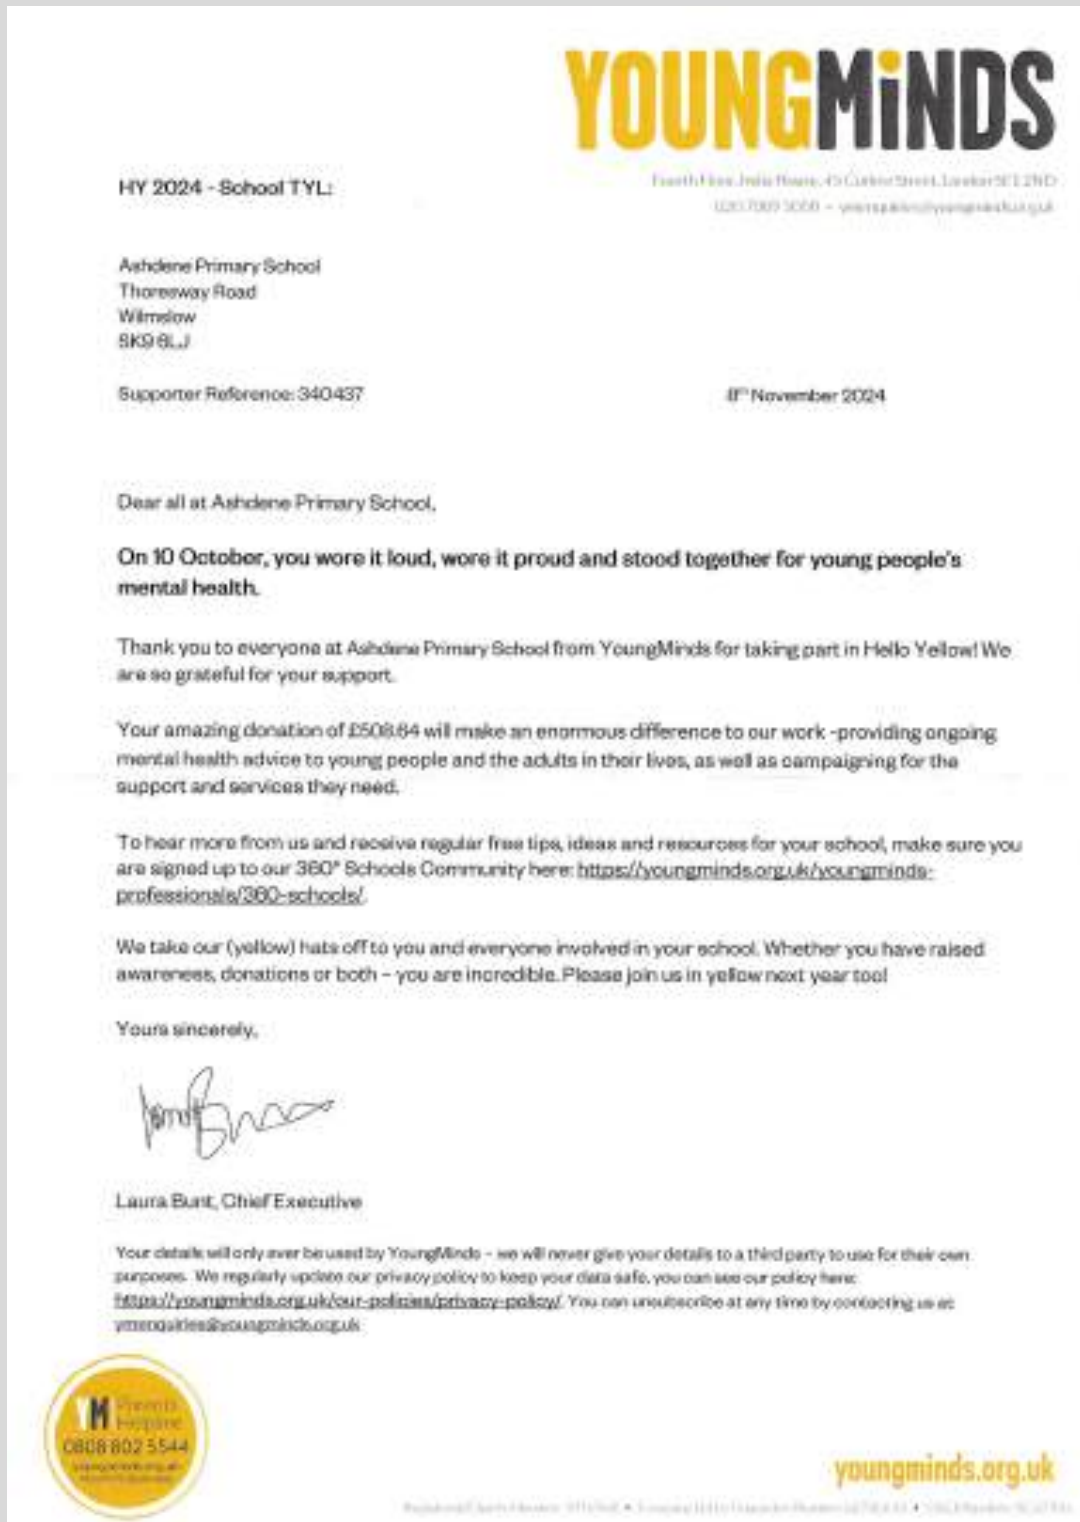 YOUNGMiNDS
HY 2024 - School TYL:
Ashdene Primary School
Thoresway Road
Wilmslow
SK9 6LJ
Supporter Reference: 340437
8th November 2024
Dear all at Ashdene Primary School,
On 10 October, you wore it loud, wore it proud and stood together for young people's
mental health.
Thank you to everyone at Ashdene Primary School from YoungMinds for taking part in Hello Yellow! We
are so grateful for your support.
Your amazing donation of £508.64 will make an enormous difference to our work -providing ongoing
mental health advice to young people and the adults in their lives, as well as campaigning for the
support and services they need.
To hear more from us and receive regular free tips, ideas and resources for your school, make sure you
are signed up to our 360° Schools Community here: https://youngminds.org.uk/youngminds-
professionals/360-schools/.
We take our (yellow) hats off to you and everyone involved in your school. Whether you have raised
awareness, donations or both – you are incredible. Please join us in yellow next year too!
Yours sincerely,
Laura Bunt, Chief Executive
Your details will only ever be used by YoungMinds – we will never give your details to a third party to use for their own
purposes. We regularly update our privacy policy to keep your data safe, you can see our policy here:
https://youngminds.org.uk/our-policies/privacy-policy/. You can unsubscribe at any time by contacting us at:
ymenquiries@youngminds.org.uk
YM Parents
Helpline
0808 802 5544
youngminds.org.uk